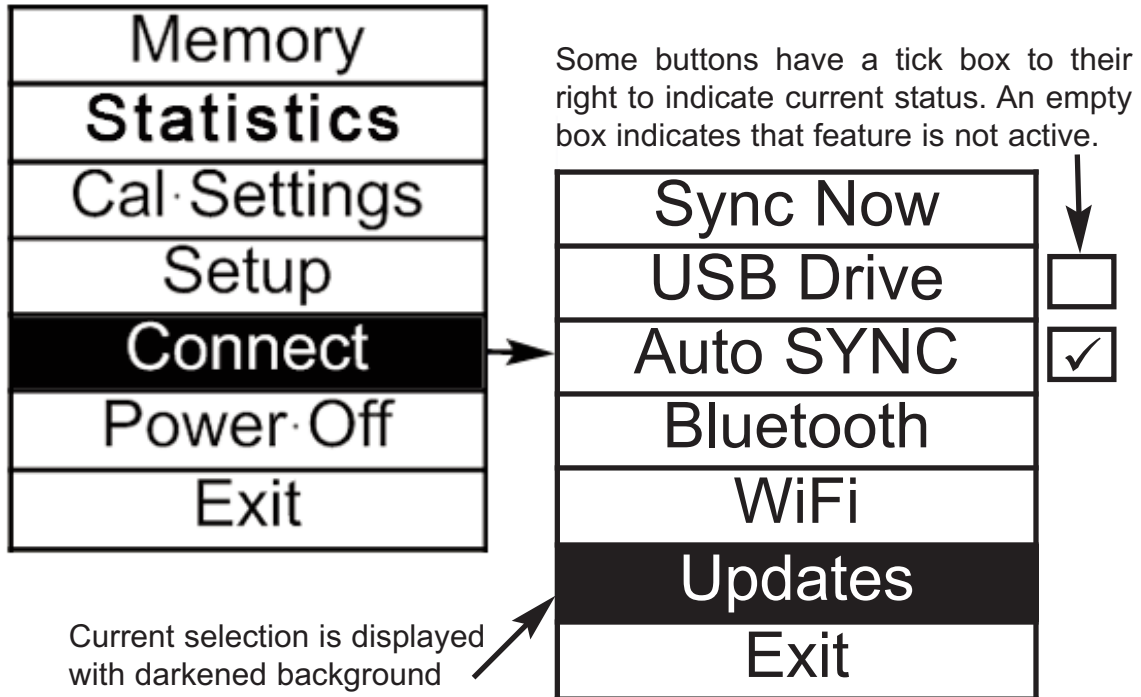 Memory
Statistics
Cal·Settings
Setup
Connect
Power·Off
Exit
Some buttons have a tick box to their
right to indicate current status. An empty
box indicates that feature is not active.
Sync Now
USB Drive
Auto SYNC ✓
Bluetooth
WiFi
Updates
Exit
Current selection is displayed
with darkened background